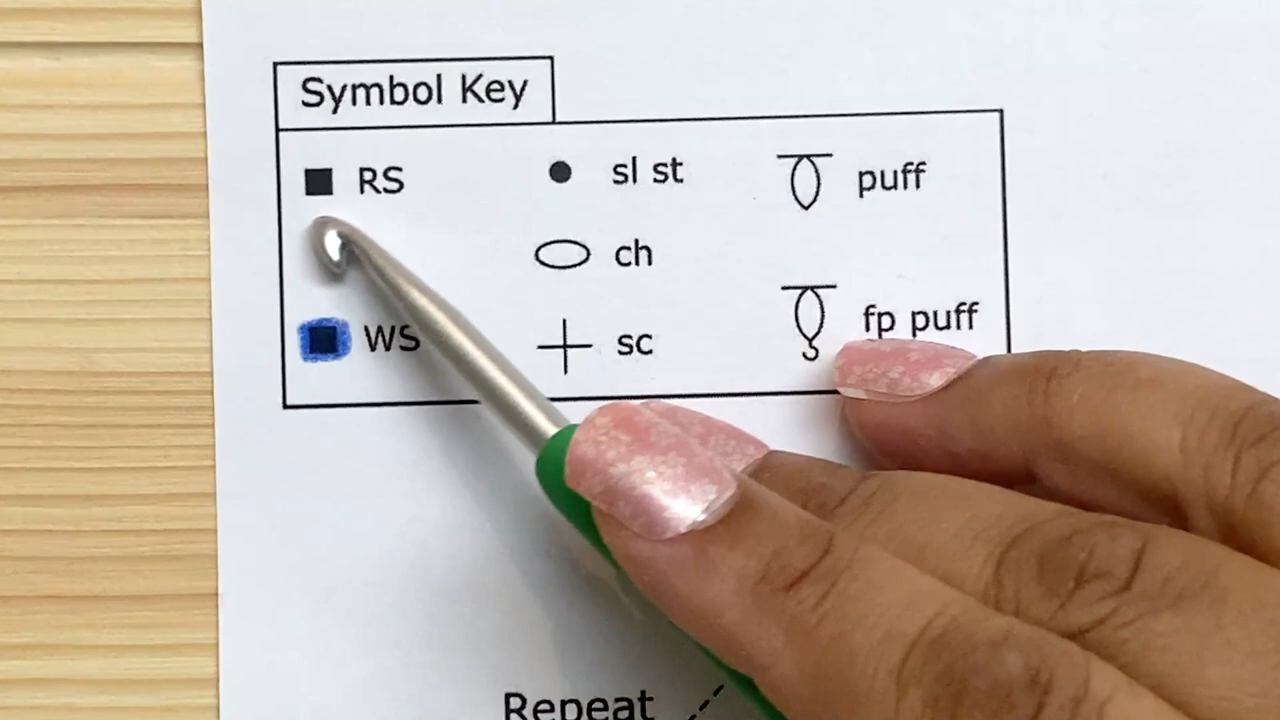 Symbol Key
RS
sl st
puff
ch
WS
sc
fp puff
Repeat